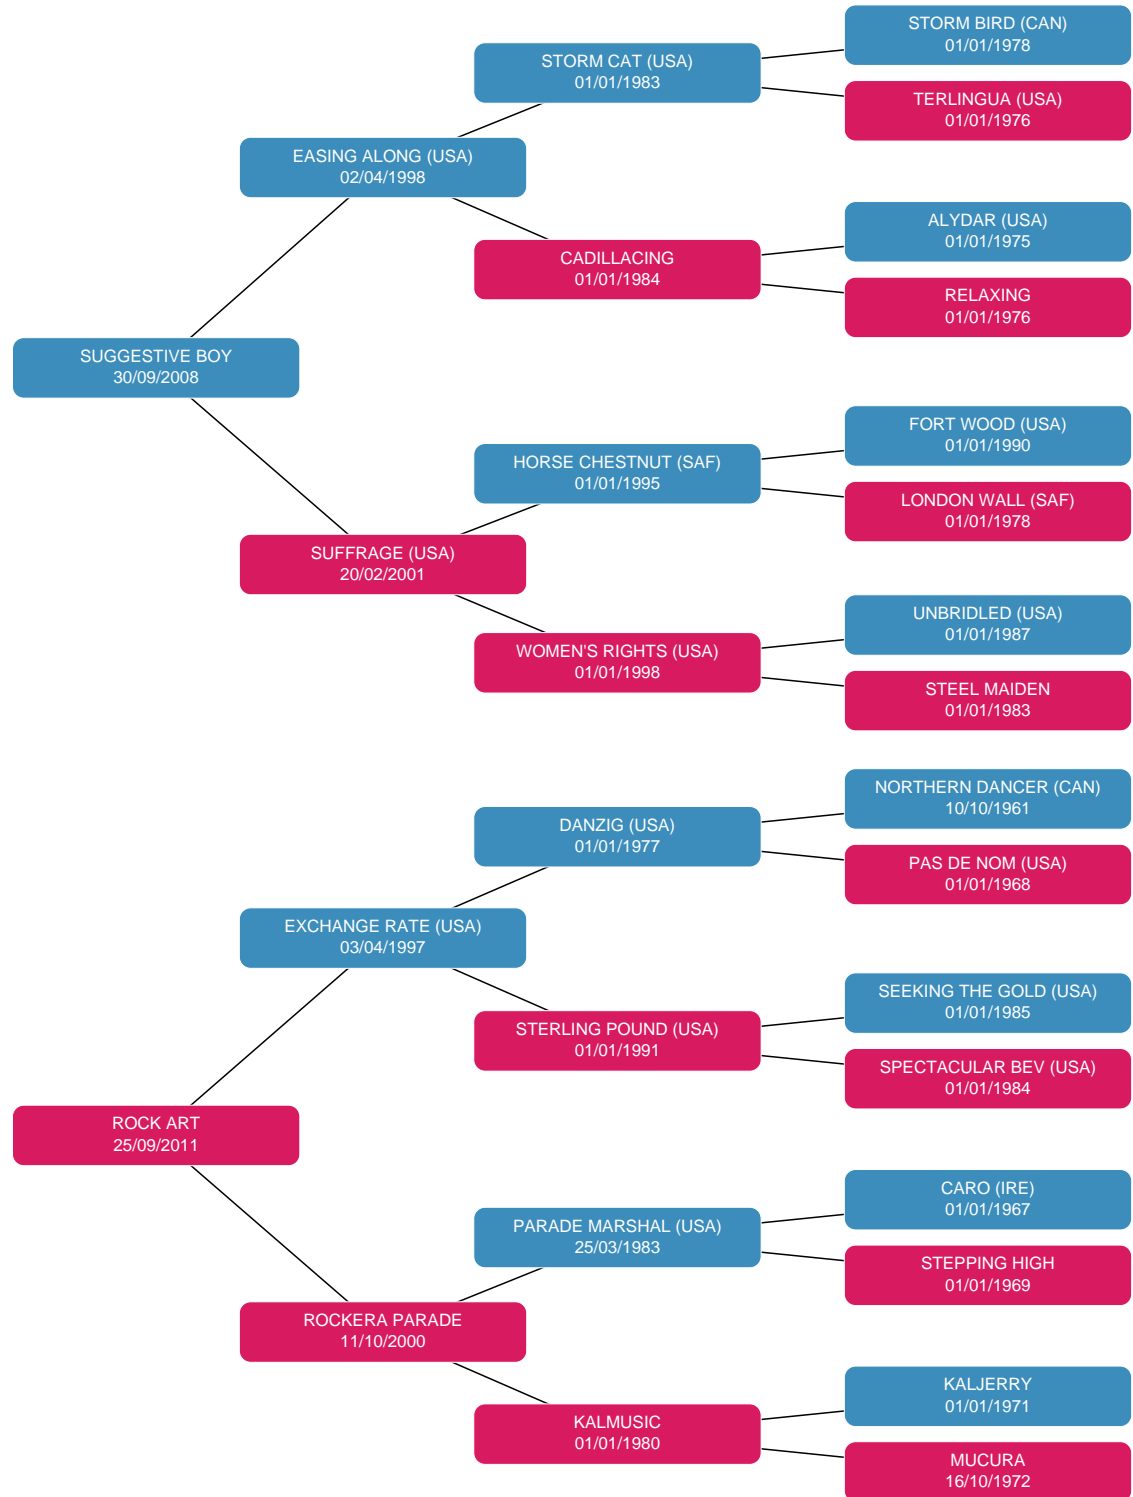 STORM BIRD (CAN)
01/01/1978
STORM CAT (USA)
01/01/1983
TERLINGUA (USA)
01/01/1976
EASING ALONG (USA)
02/04/1998
ALYDAR (USA)
01/01/1975
CADILLACING
01/01/1984
RELAXING
01/01/1976
SUGGESTIVE BOY
30/09/2008
FORT WOOD (USA)
01/01/1990
HORSE CHESTNUT (SAF)
01/01/1995
LONDON WALL (SAF)
01/01/1978
SUFFRAGE (USA)
20/02/2001
UNBRIDLED (USA)
01/01/1987
WOMEN'S RIGHTS (USA)
01/01/1998
STEEL MAIDEN
01/01/1983
NORTHERN DANCER (CAN)
10/10/1961
DANZIG (USA)
01/01/1977
PAS DE NOM (USA)
01/01/1968
EXCHANGE RATE (USA)
03/04/1997
SEEKING THE GOLD (USA)
01/01/1985
STERLING POUND (USA)
01/01/1991
SPECTACULAR BEV (USA)
01/01/1984
ROCK ART
25/09/2011
CARO (IRE)
01/01/1967
PARADE MARSHAL (USA)
25/03/1983
STEPPING HIGH
01/01/1969
ROCKERA PARADE
11/10/2000
KALJERRY
01/01/1971
KALMUSIC
01/01/1980
MUCURA
16/10/1972